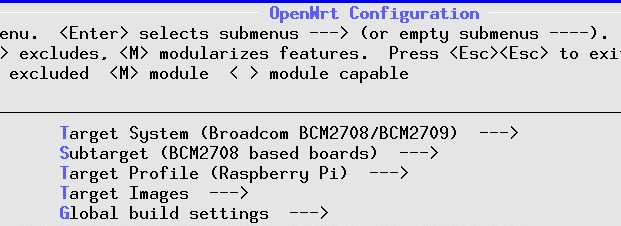 OpenWrt Configuration
enu. <Enter> selects submenus ---> (or empty submenus ----).
> excludes, <M> modularizes features. Press <Esc><Esc> to exi
excluded <M> module < > module capable
Target System (Broadcom BCM2708/BCM2709) --->
Subtarget (BCM2708 based boards) --->
Target Profile (Raspberry Pi) --->
Target Images --->
Global build settings --->